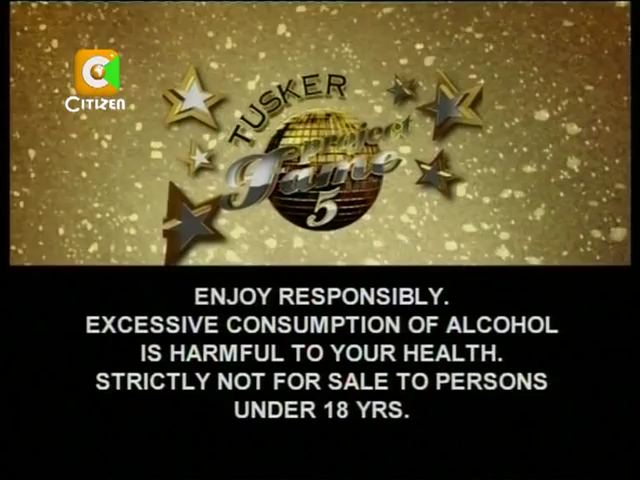 CITIZEN
TUSKER
project
Fame
5
ENJOY RESPONSIBLY.
EXCESSIVE CONSUMPTION OF ALCOHOL
IS HARMFUL TO YOUR HEALTH.
STRICTLY NOT FOR SALE TO PERSONS
UNDER 18 YRS.